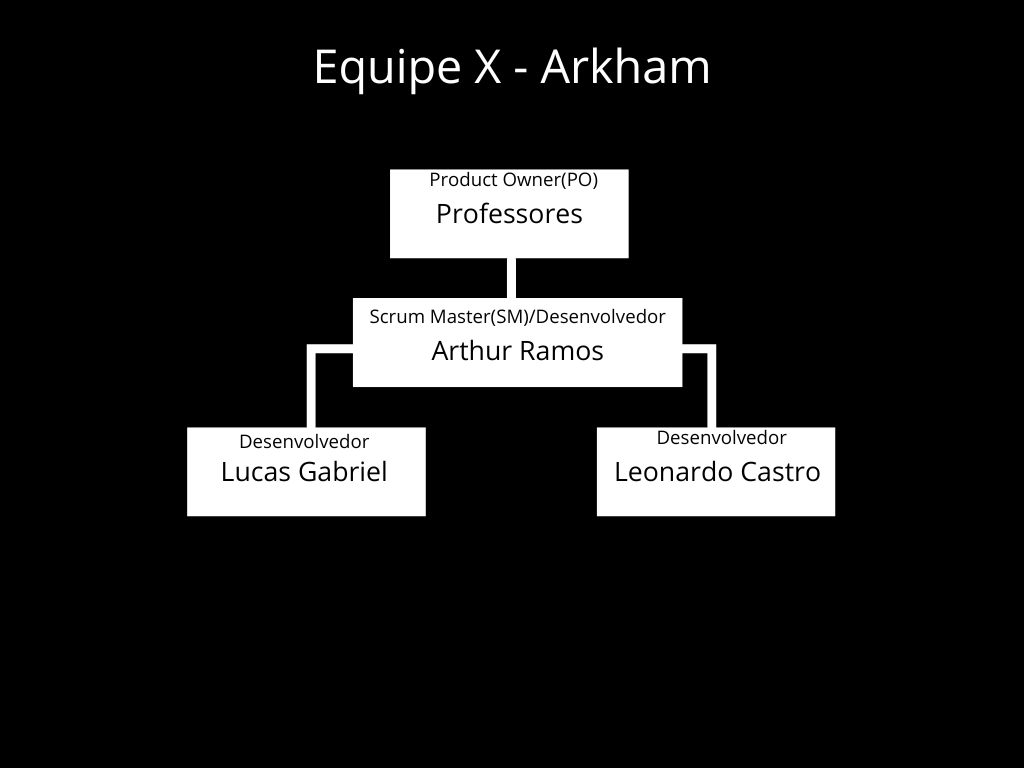 Equipe X - Arkham
Product Owner(PO)
Professores
Scrum Master(SM)/Desenvolvedor
Arthur Ramos
Desenvolvedor
Lucas Gabriel
Desenvolvedor
Leonardo Castro